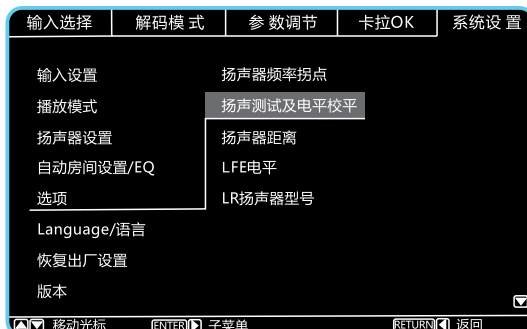 输入选择 解码模式 参数调节 卡拉OK 系统设置
输入设置 扬声器频率拐点
播放模式 扬声测试及电平校平
扬声器设置 扬声器距离
自动房间设置/EQ LFE电平
选项 LR扬声器型号
Language/语言
恢复出厂设置
版本
移动光标 ENTER 子菜单 RETURN 返回